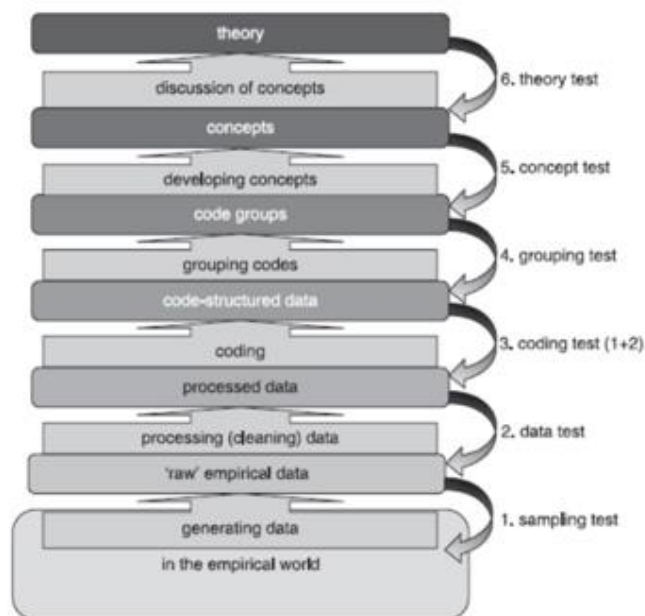 theory
6. theory test
discussion of concepts
concepts
5. concept test
developing concepts
code groups
4. grouping test
grouping codes
code-structured data
3. coding test (1+2)
coding
processed data
2. data test
processing (cleaning) data
'raw' empirical data
1. sampling test
generating data
in the empirical world